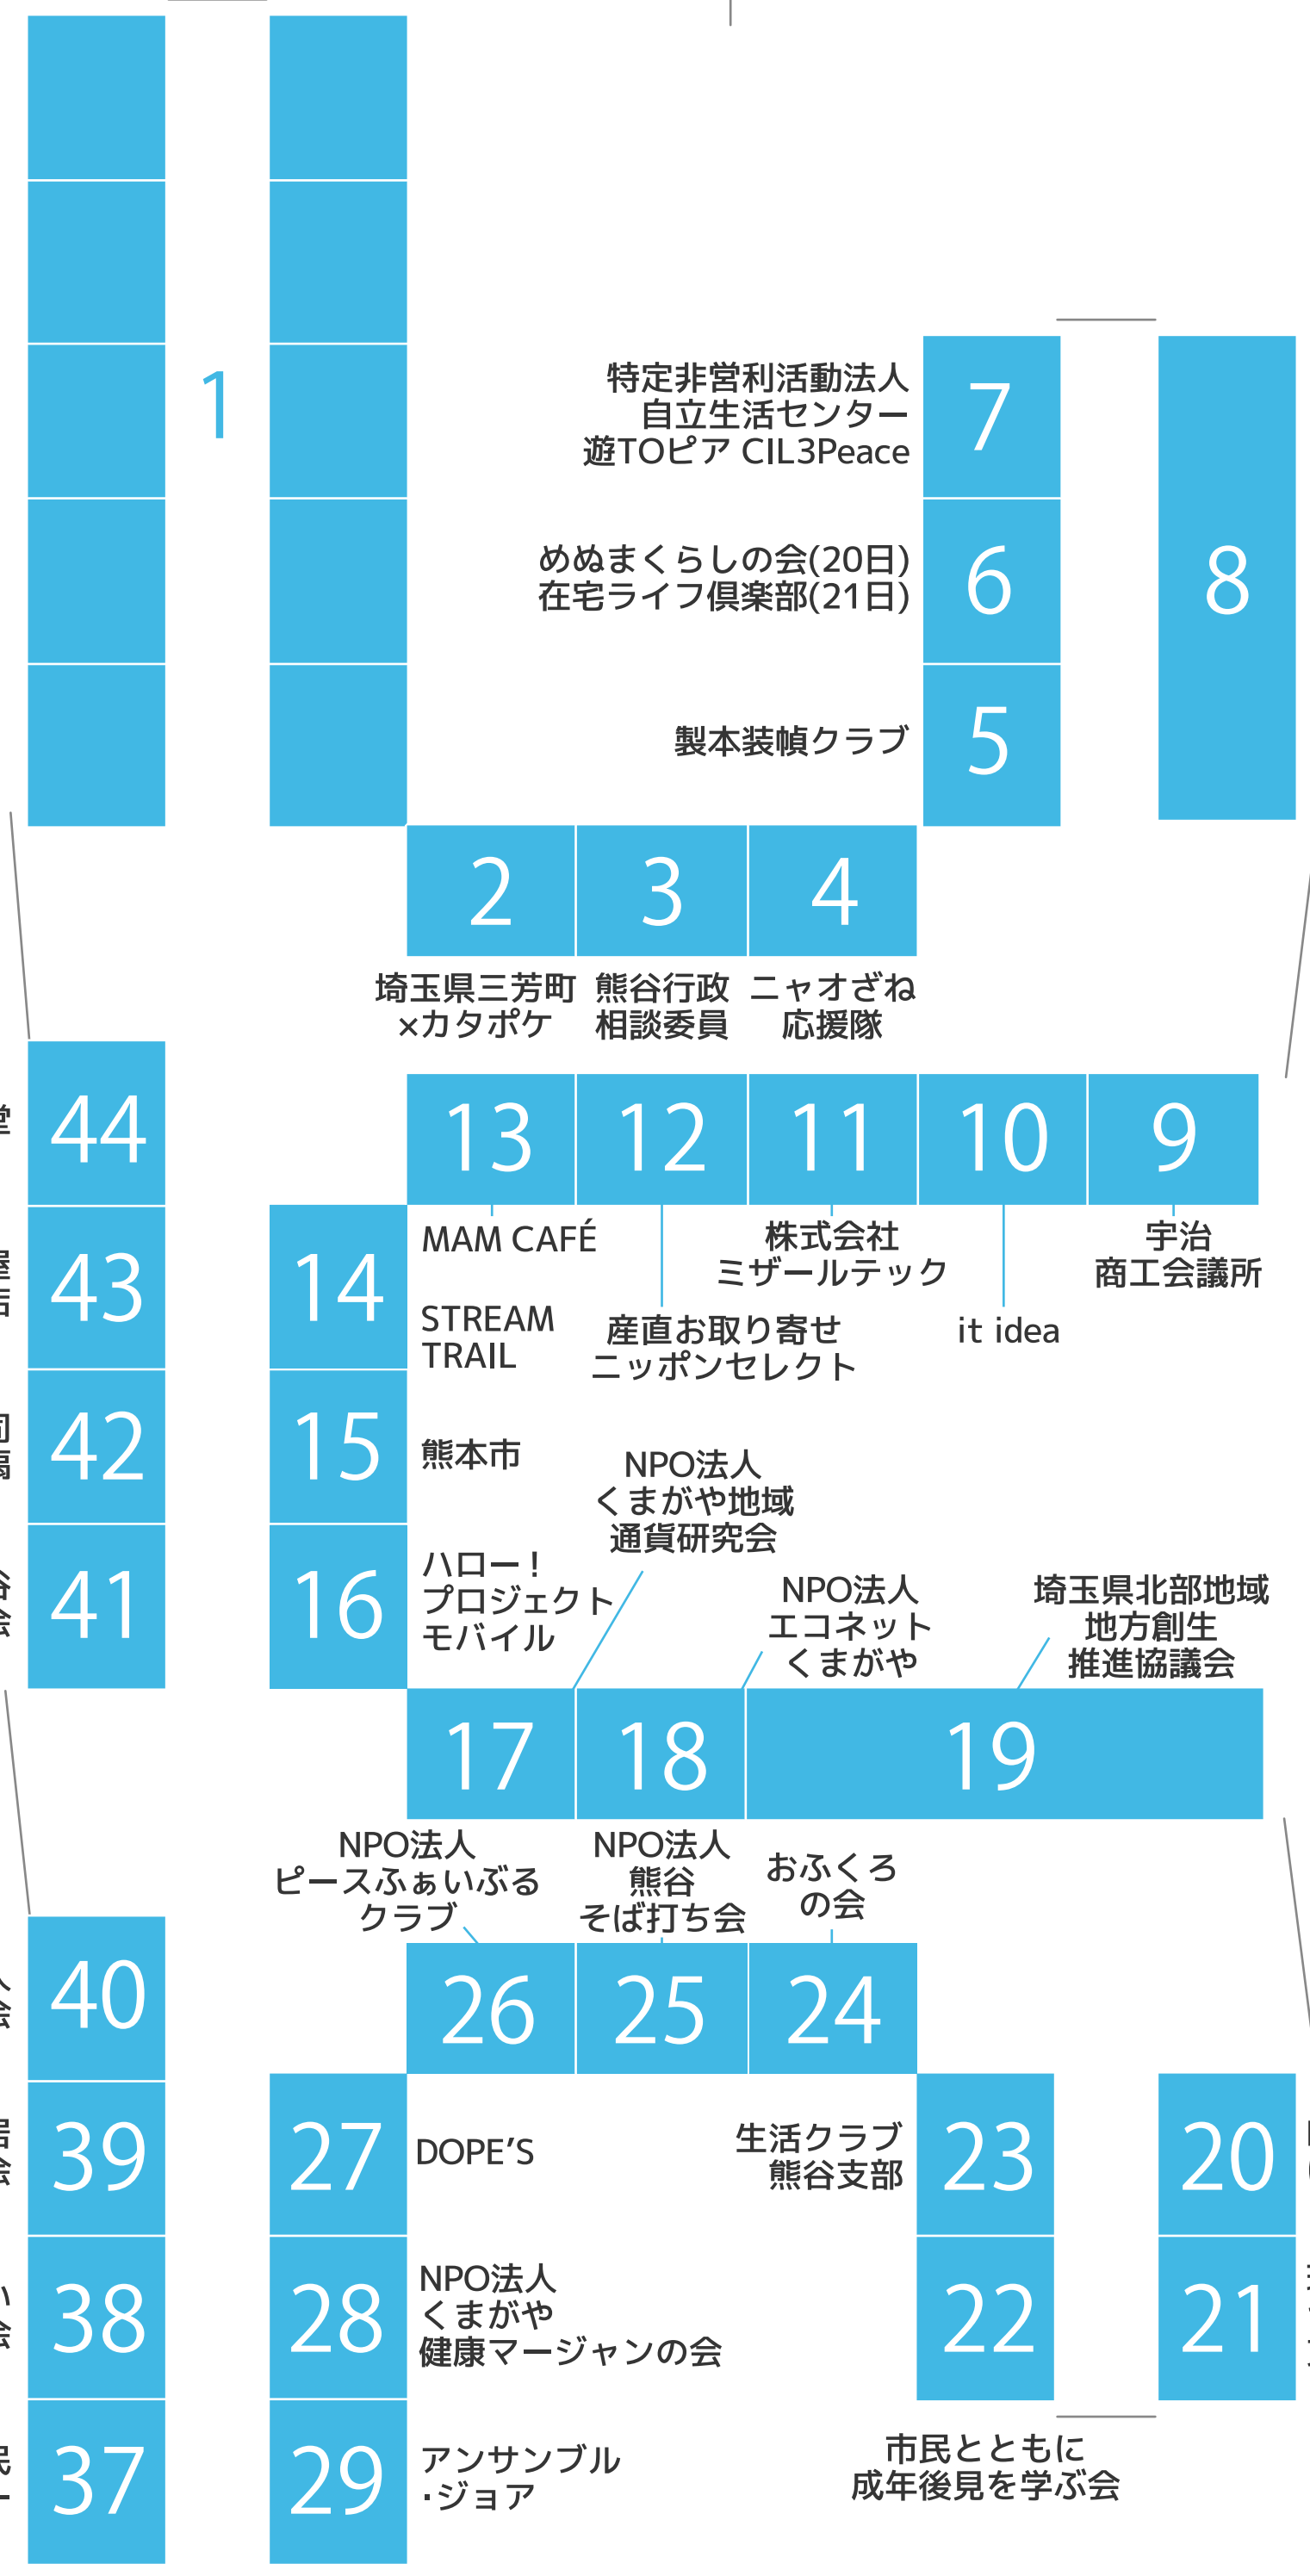 1
特定非営利活動法人
自立生活センター
遊TOピア CIL3Peace
7
めぬまくらしの会(20日)
在宅ライフ倶楽部(21日)
6
8
製本装幀クラブ
5
2
3
4
埼玉県三芳町
×カタポケ
熊谷行政
相談委員
ニャオざね
応援隊
44
13
12
11
10
9
43
14
MAM CAFÉ
STREAM
TRAIL
産直お取り寄せ
ニッポンセレクト
株式会社
ミザールテック
it idea
宇治
商工会議所
42
15
熊本市
41
16
ハロー！
プロジェクト
モバイル
NPO法人
くまがや地域
通貨研究会
NPO法人
エコネット
くまがや
埼玉県北部地域
地方創生
推進協議会
17
18
19
NPO法人
ピースふぁいぶる
クラブ
NPO法人
熊谷
そば打ち会
おふくろ
の会
40
26
25
24
39
27
DOPE’S
生活クラブ
熊谷支部
23
20
38
28
NPO法人
くまがや
健康マージャンの会
22
21
37
29
アンサンブル
・ジョア
市民とともに
成年後見を学ぶ会